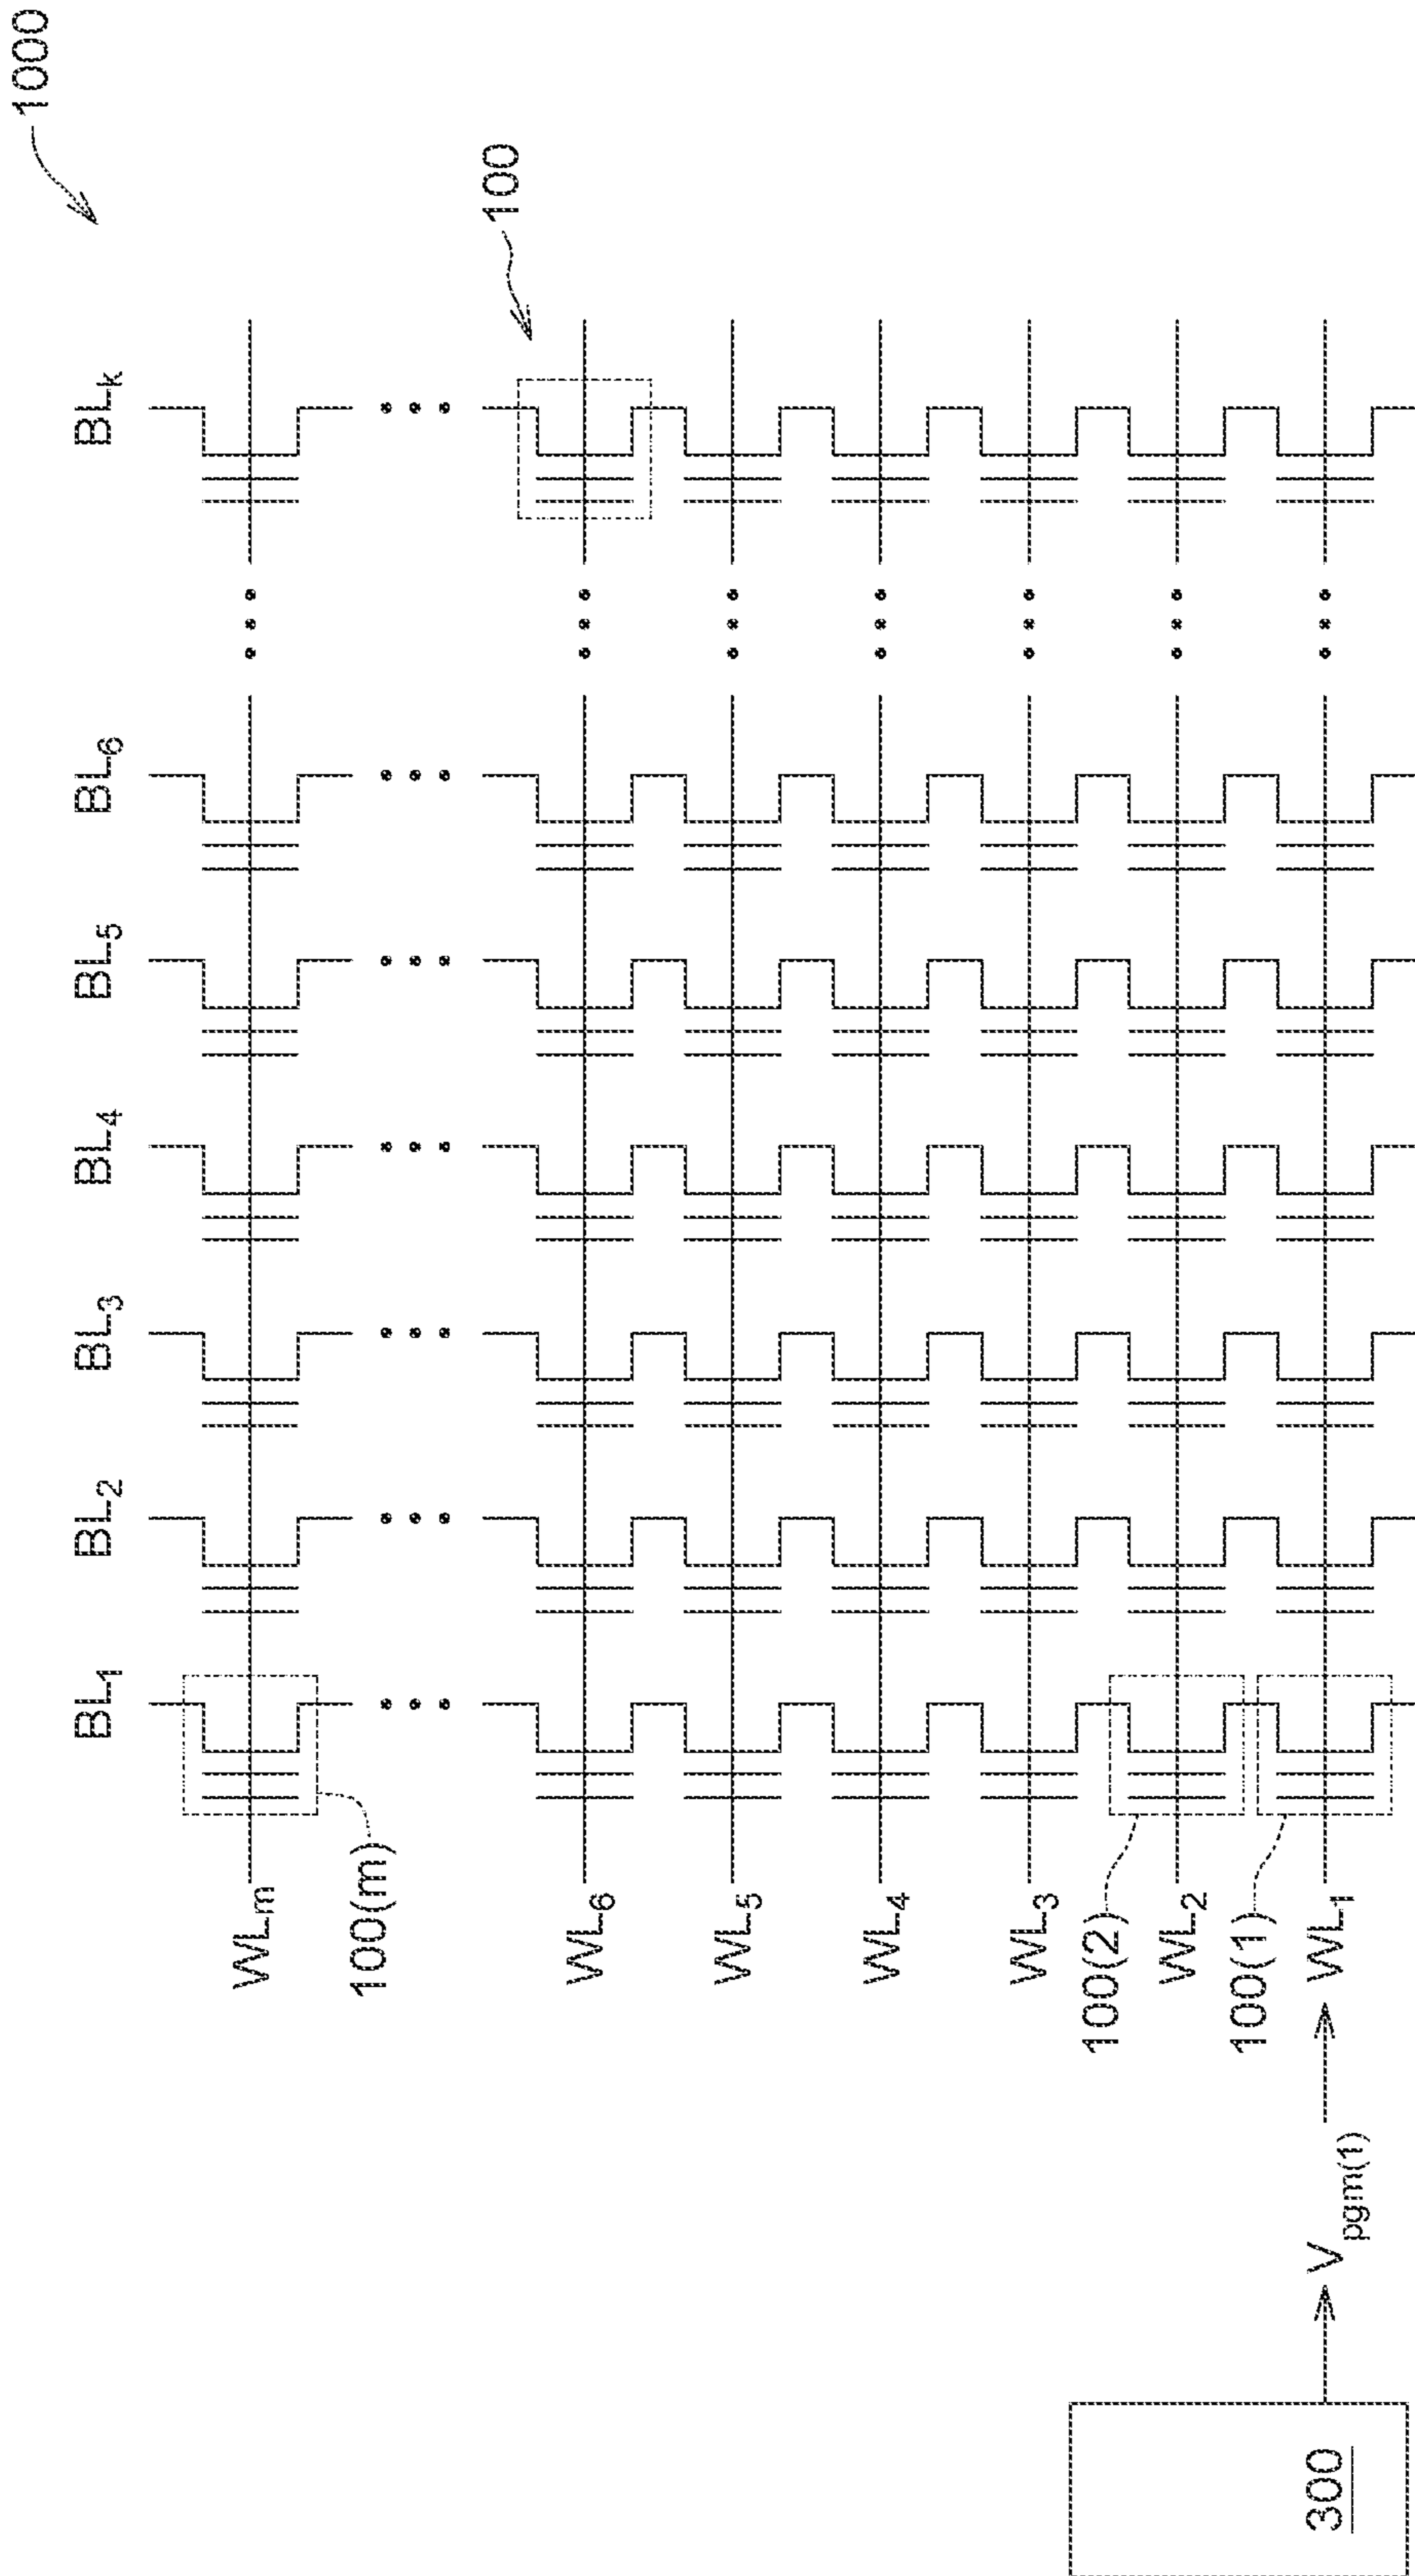 1000
100
BL1 BL2 BL3 BL4 BL5 BL6 BLk
WLm
100(m)
WL6
WL5
WL4
WL3
100(2)
WL2
100(1)
300 Vpgm(1) WL1